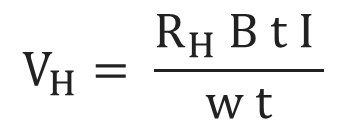 V_H = (R_H B t I) / (w t)